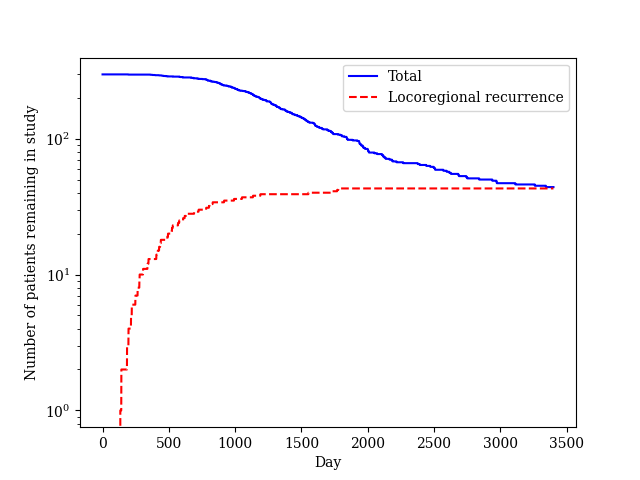 Total
Locoregional recurrence
Number of patients remaining in study
10²
10¹
10⁰
0 500 1000 1500 2000 2500 3000 3500
Day